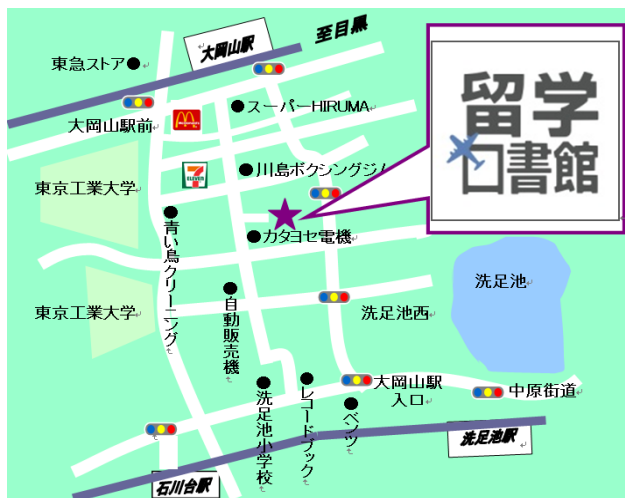 大岡山駅
至目黒
東急ストア
大岡山駅前
スーパーHIRUMA
留学
図書館
川島ボクシングジム
7
ELEVEN
東京工業大学
青い鳥クリーニング
カタヨセ電機
洗足池
東京工業大学
自動販売機
洗足池西
大岡山駅
入口
中原街道
洗足池小学校
レコードブック
ベンツ
洗足池駅
石川台駅